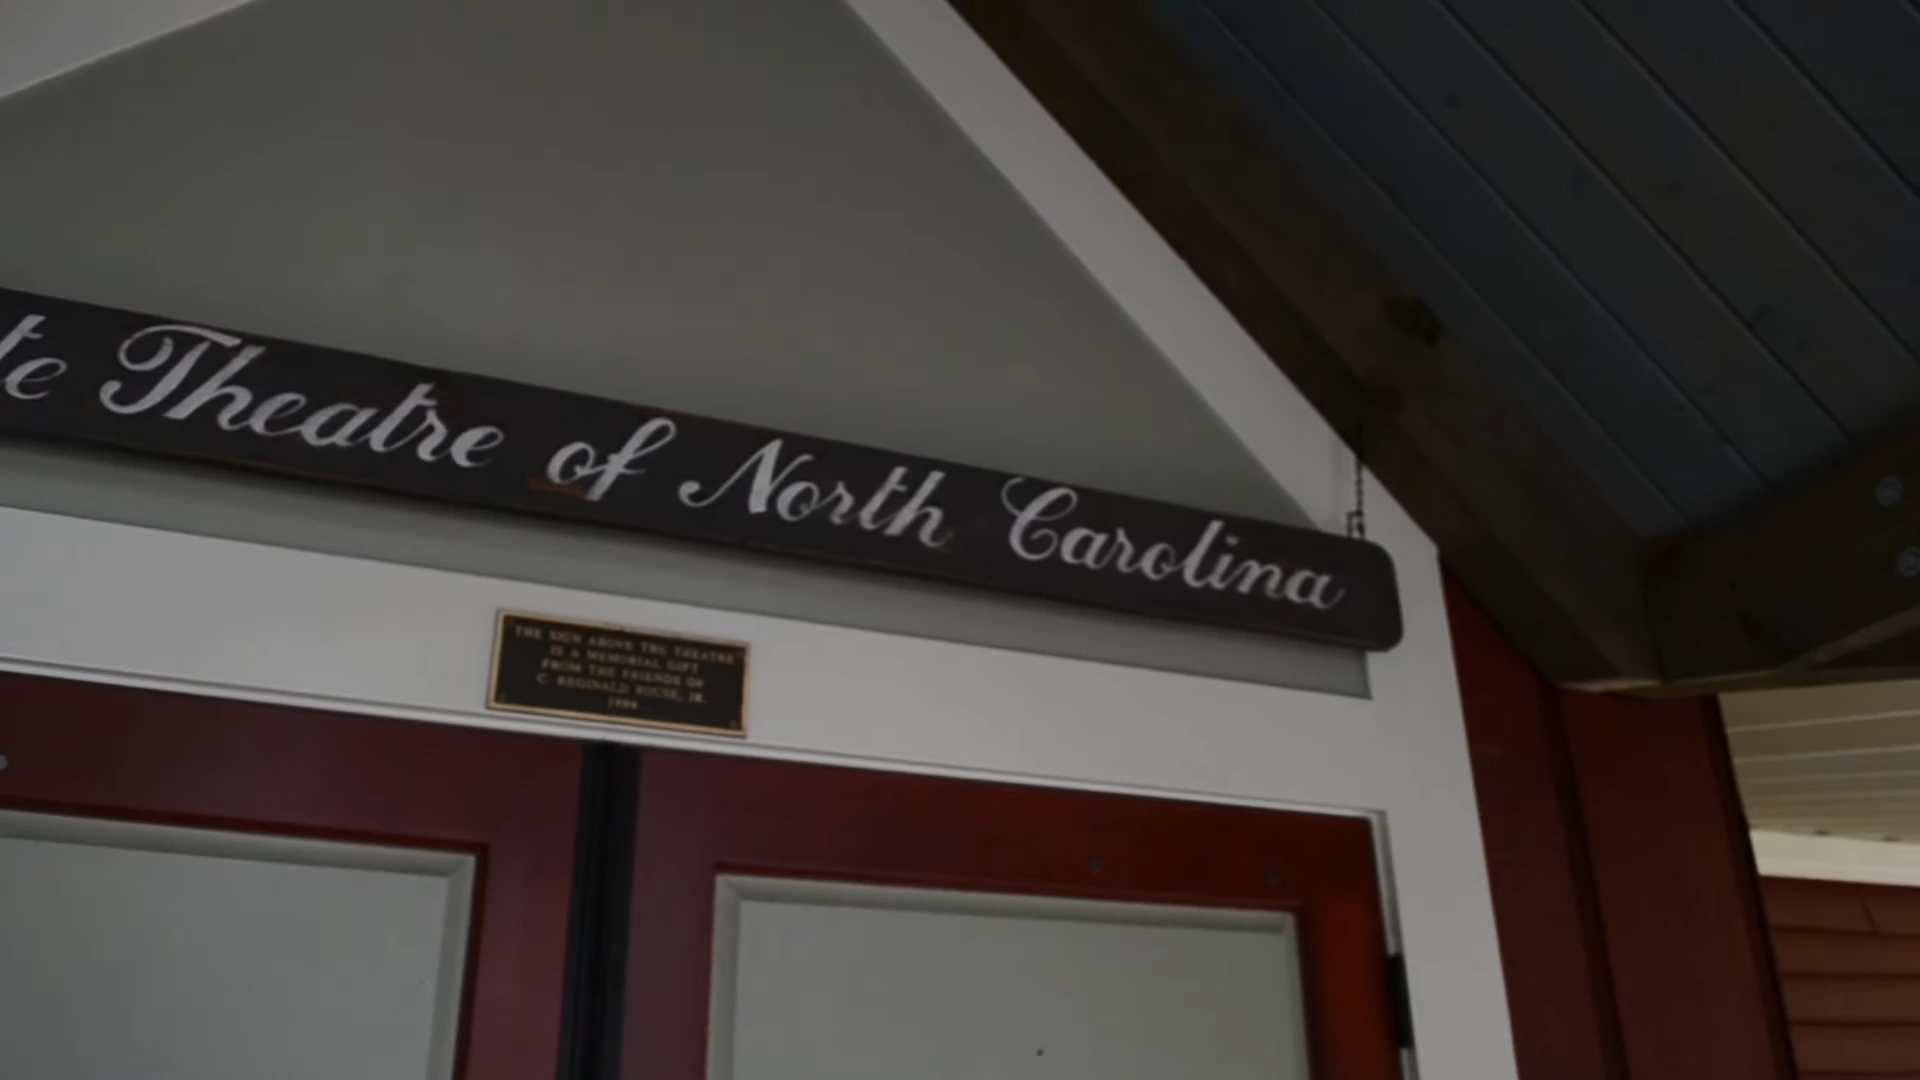 te Theatre of North Carolina
THE SIGN ABOVE THE THEATRE
IS A MEMORIAL GIFT
FROM THE FRIENDS OF
C. REGINALD ROUSE, JR.
1994